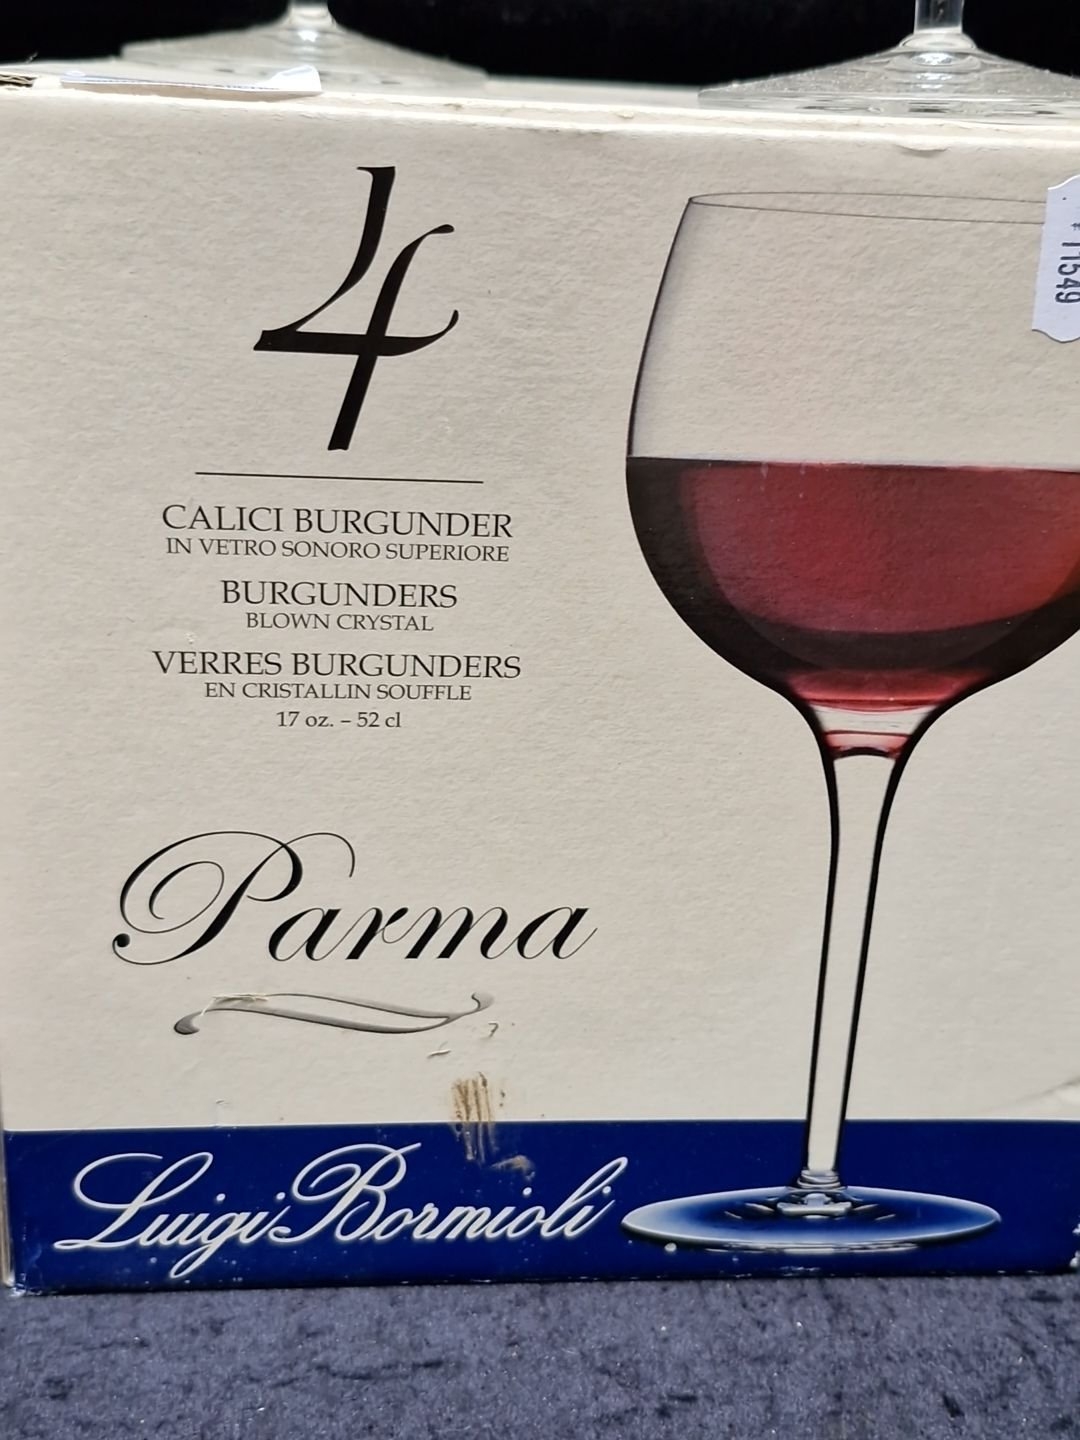 4
CALICI BURGUNDER
IN VETRO SONORO SUPERIORE
BURGUNDERS
BLOWN CRYSTAL
VERRES BURGUNDERS
EN CRISTALLIN SOUFFLE
17 oz. – 52 cl
Parma
Luigi Bormioli
11549